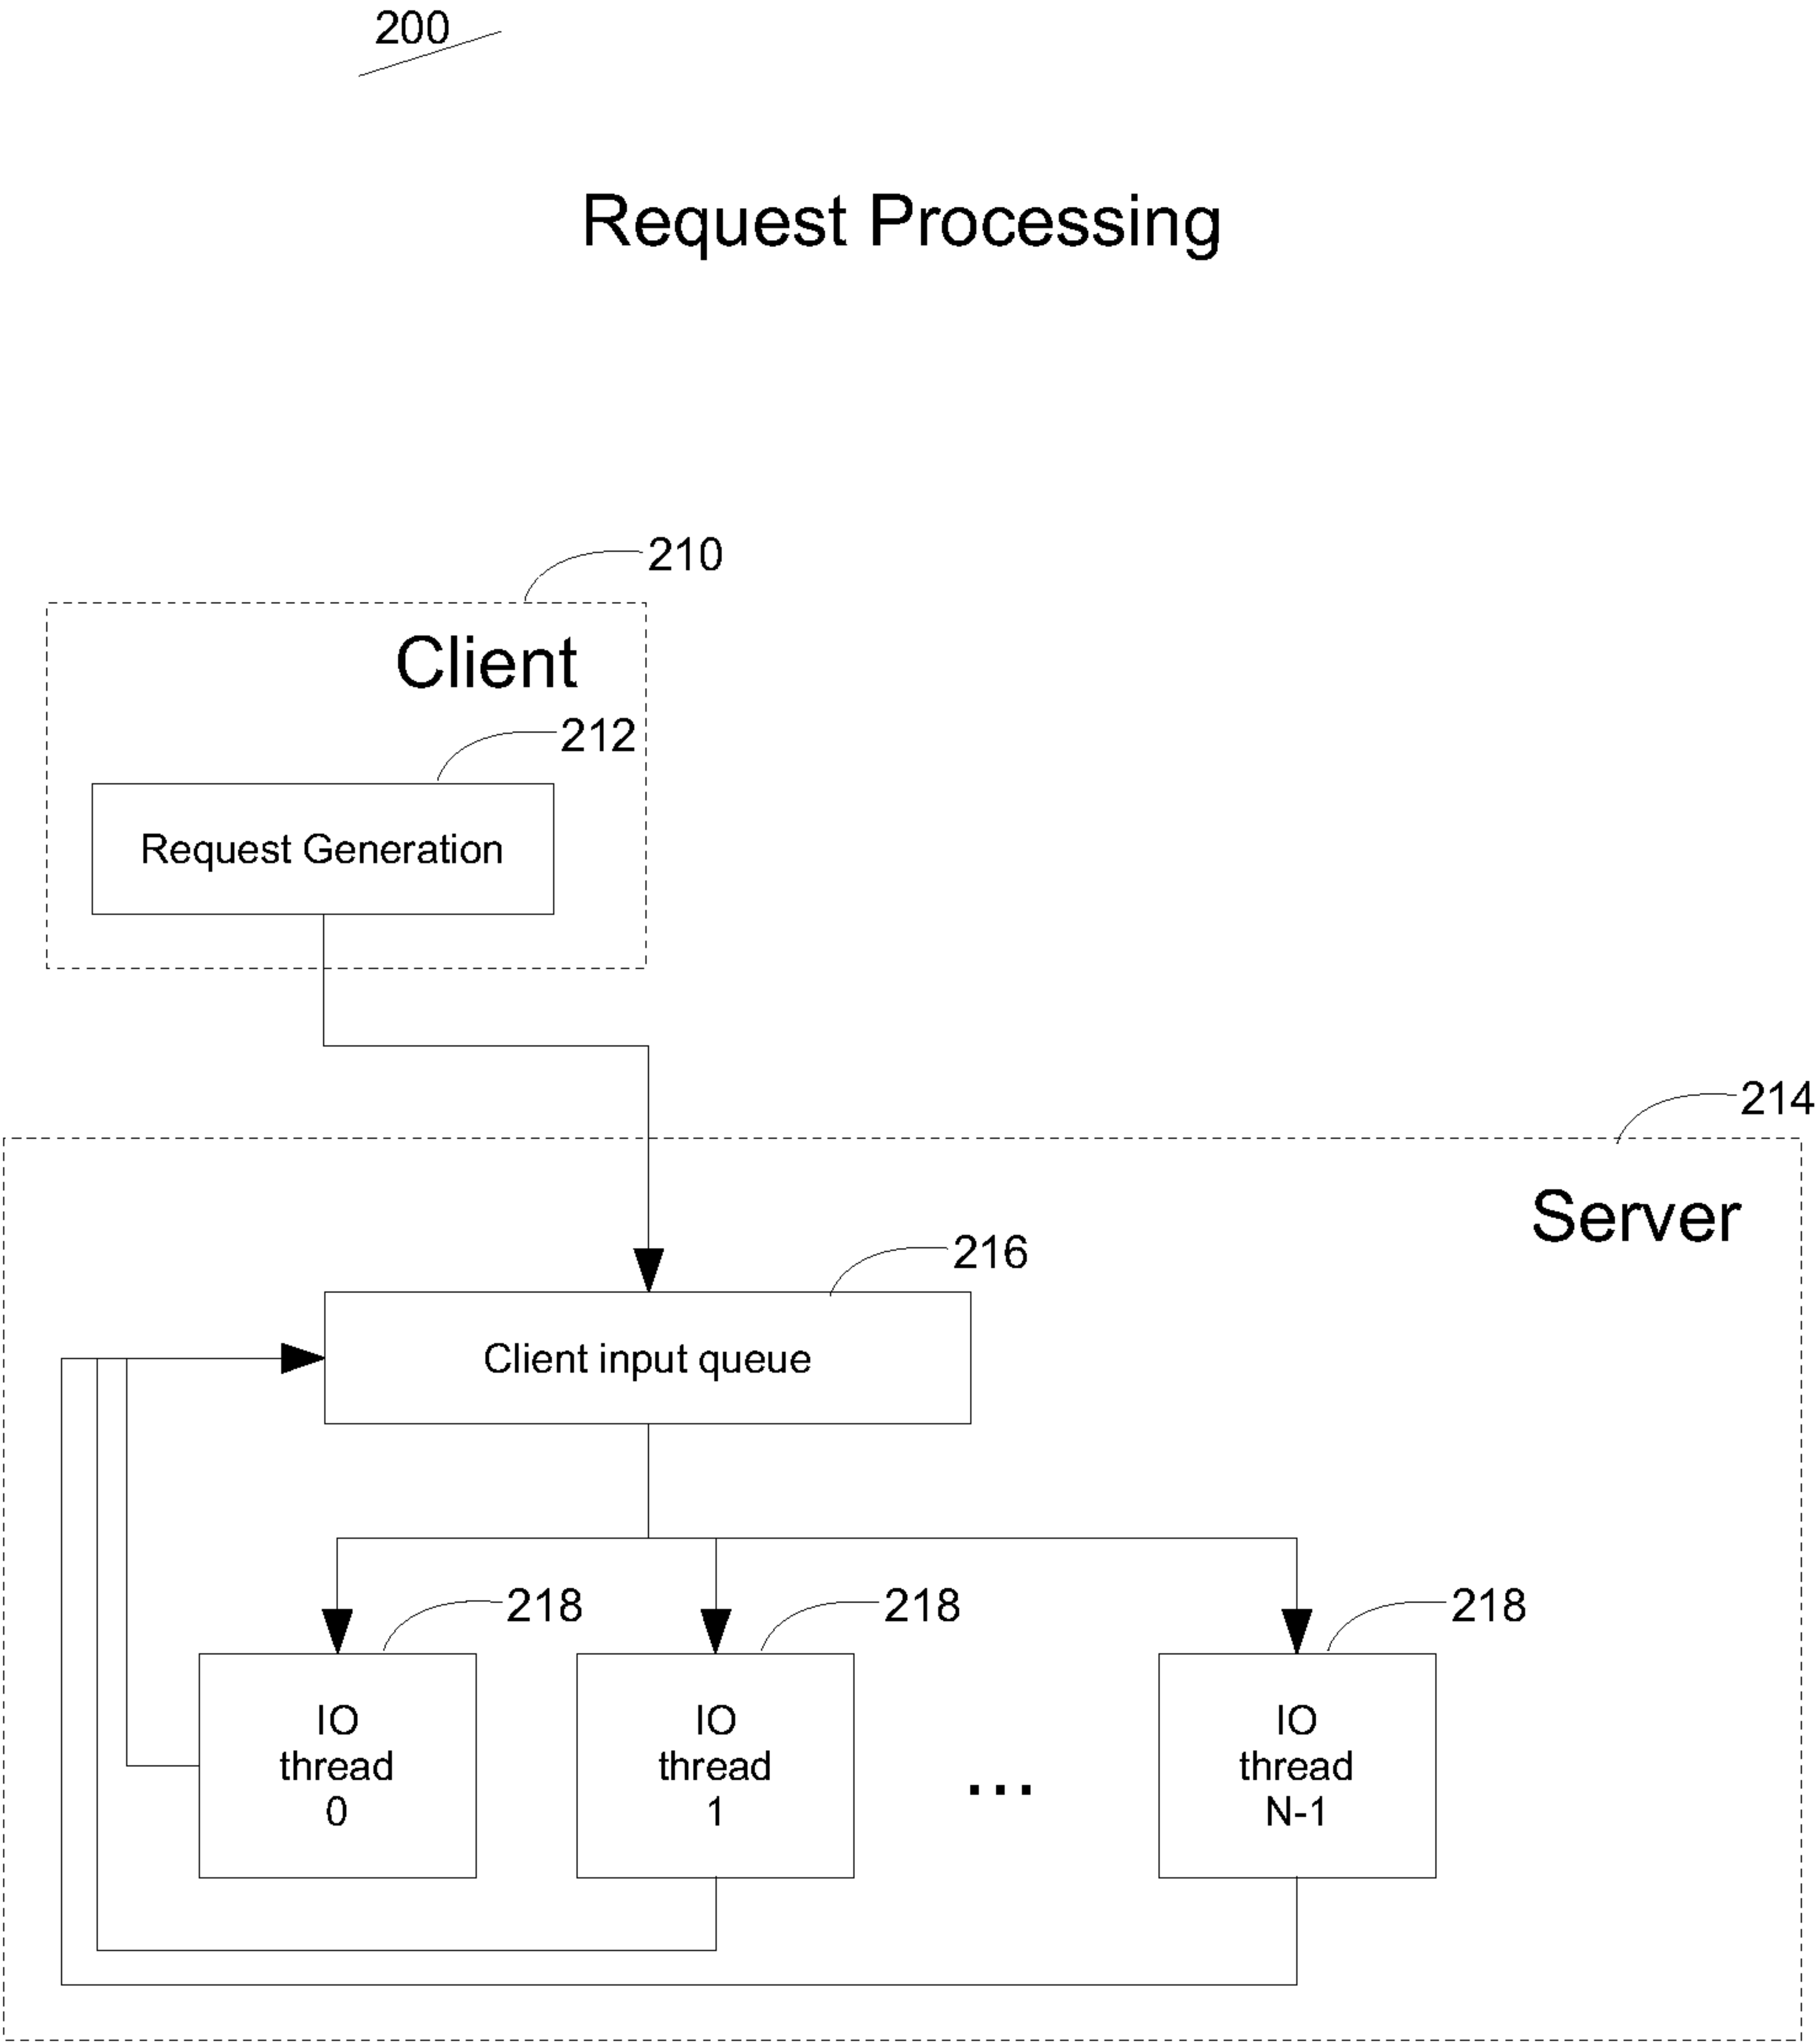 200
Request Processing
210
Client
212
Request Generation
214
Server
216
Client input queue
218
218
218
IO
thread
0
IO
thread
1
...
IO
thread
N-1